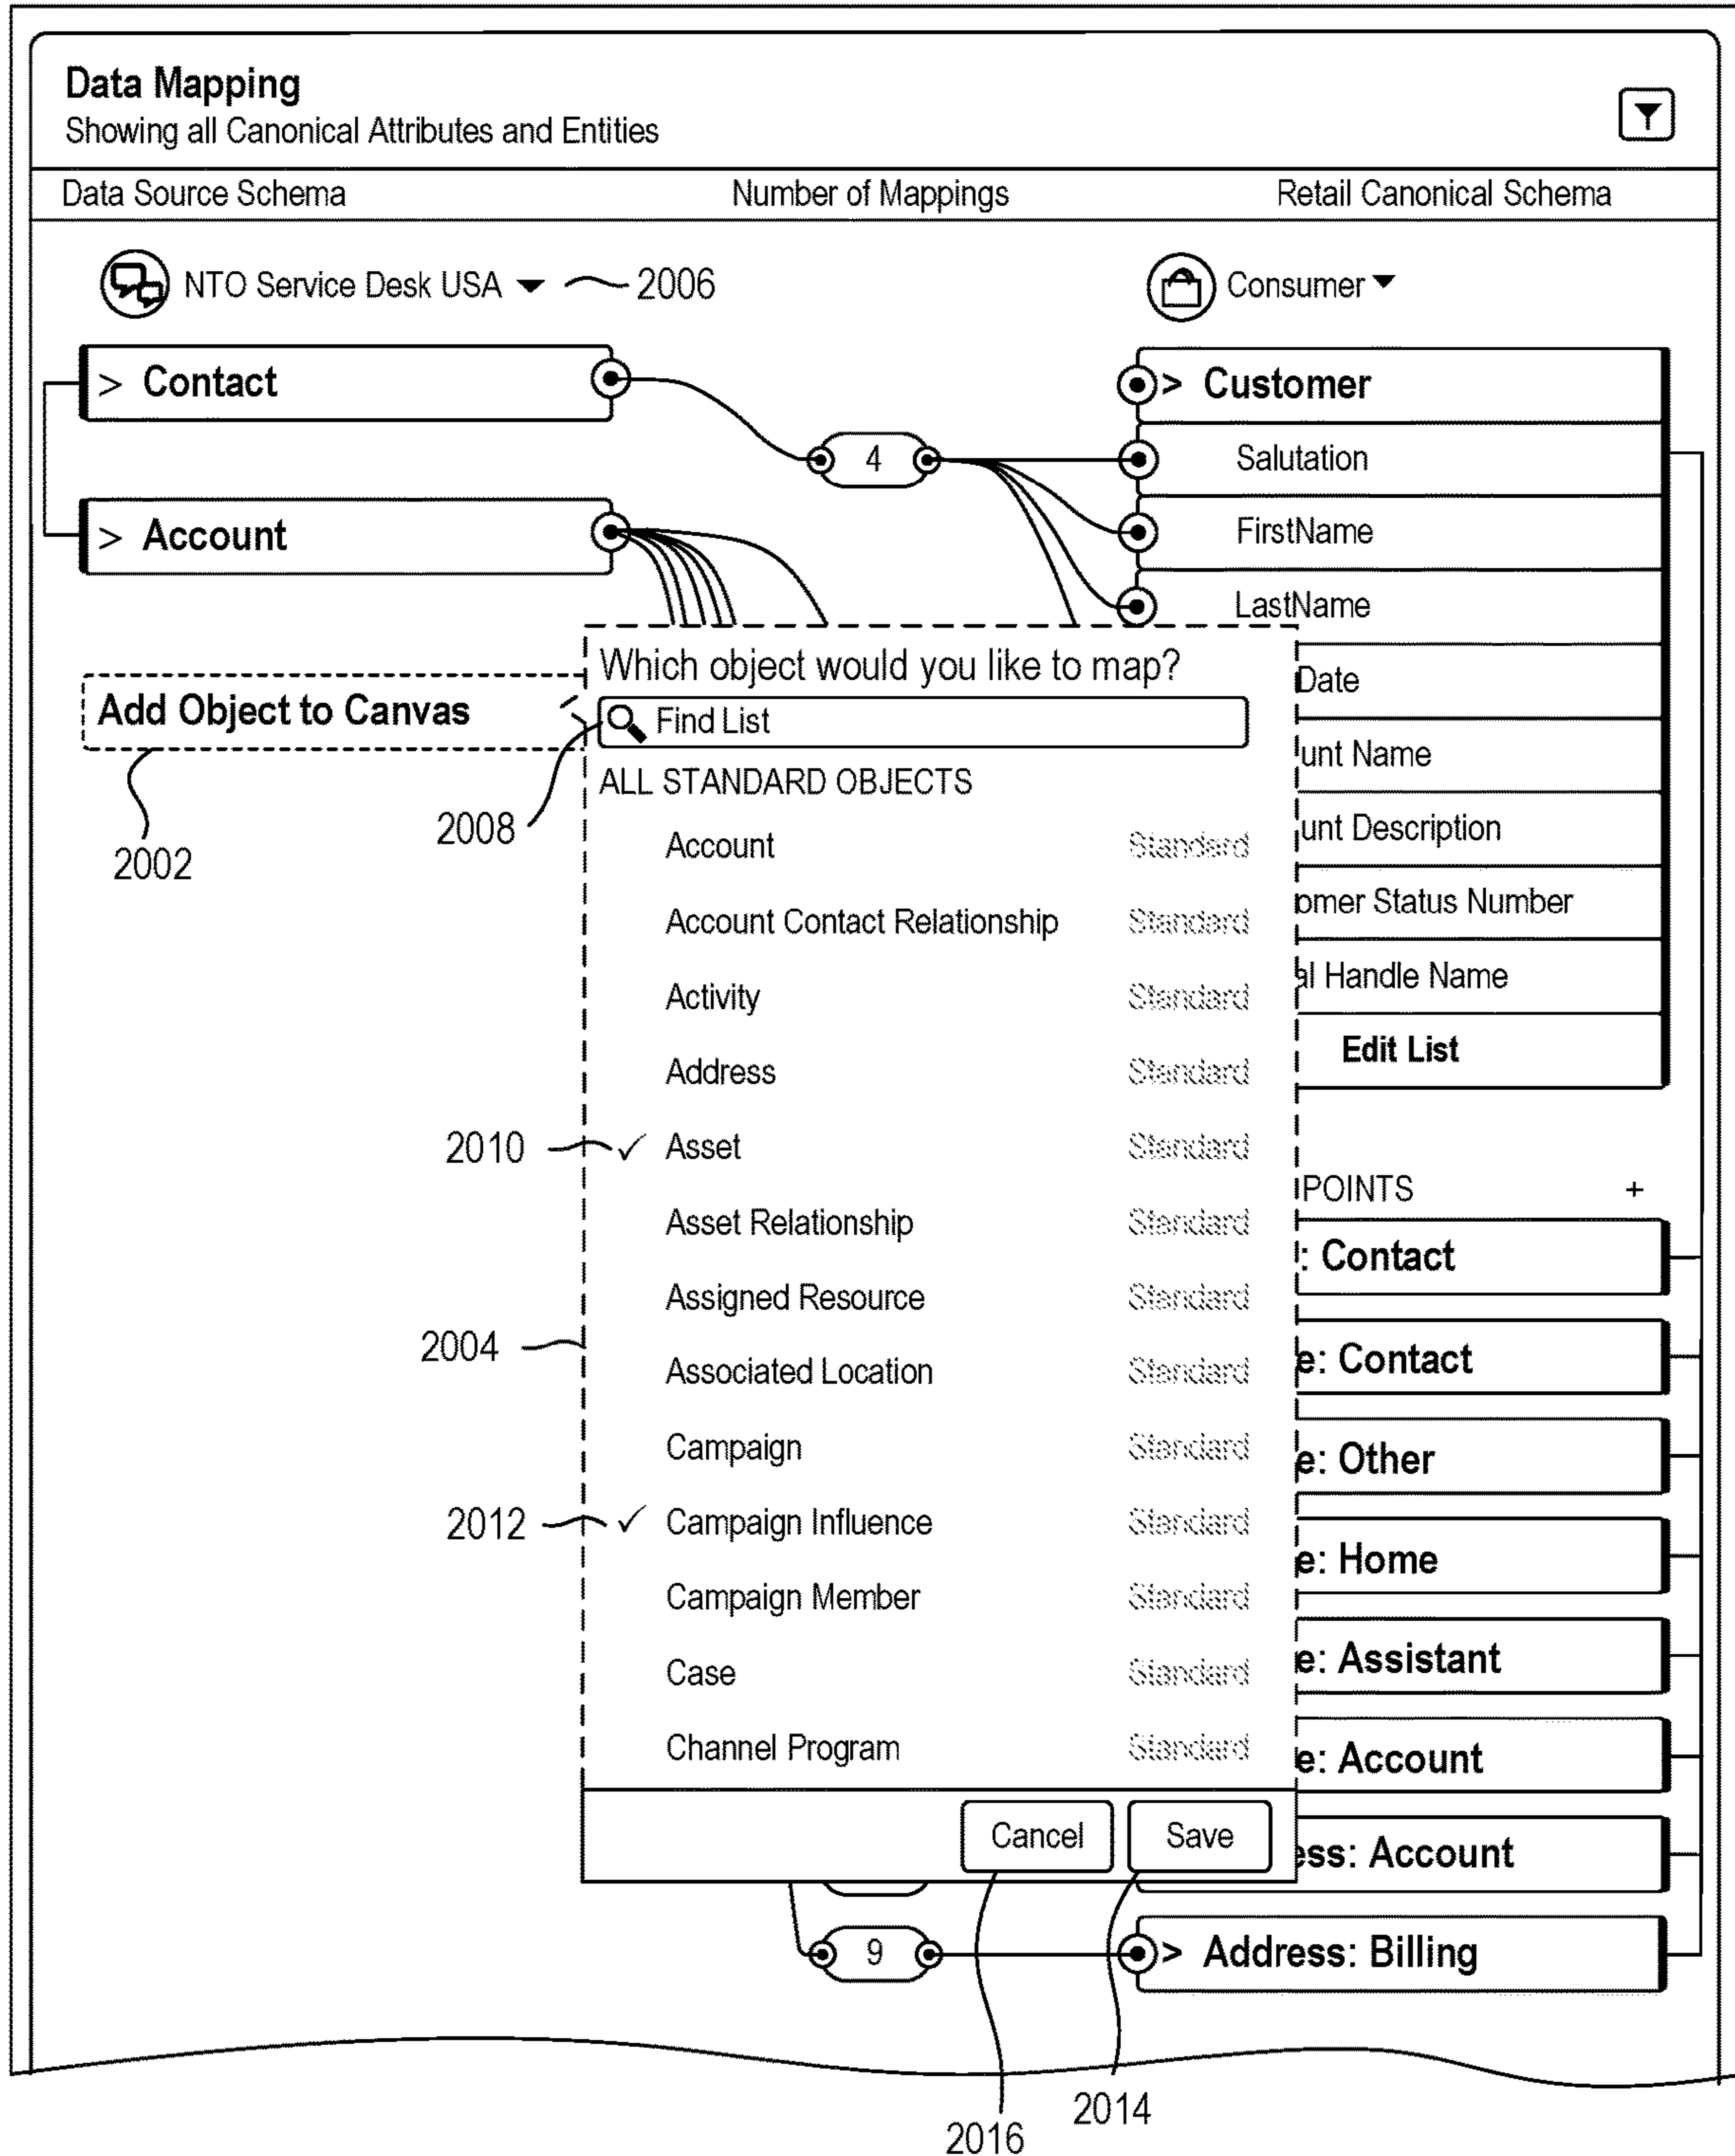 Data Mapping
Showing all Canonical Attributes and Entities
Data Source Schema Number of Mappings Retail Canonical Schema
NTO Service Desk USA 2006 Consumer
> Contact > Customer
4 Salutation
> Account FirstName
LastName
Which object would you like to map?
Date
Add Object to Canvas Find List
unt Name
ALL STANDARD OBJECTS
2008 unt Description
2002 Account Standard
Account Contact Relationship Standard omer Status Number
Activity Standard al Handle Name
Edit List
Address Standard
2010 ✓ Asset Standard
POINTS +
Asset Relationship Standard : Contact
Assigned Resource Standard
2004 e: Contact
Associated Location Standard
Campaign Standard e: Other
2012 ✓ Campaign Influence Standard
e: Home
Campaign Member Standard
e: Assistant
Case Standard
Channel Program Standard e: Account
Cancel Save ess: Account
9 > Address: Billing
2014
2016